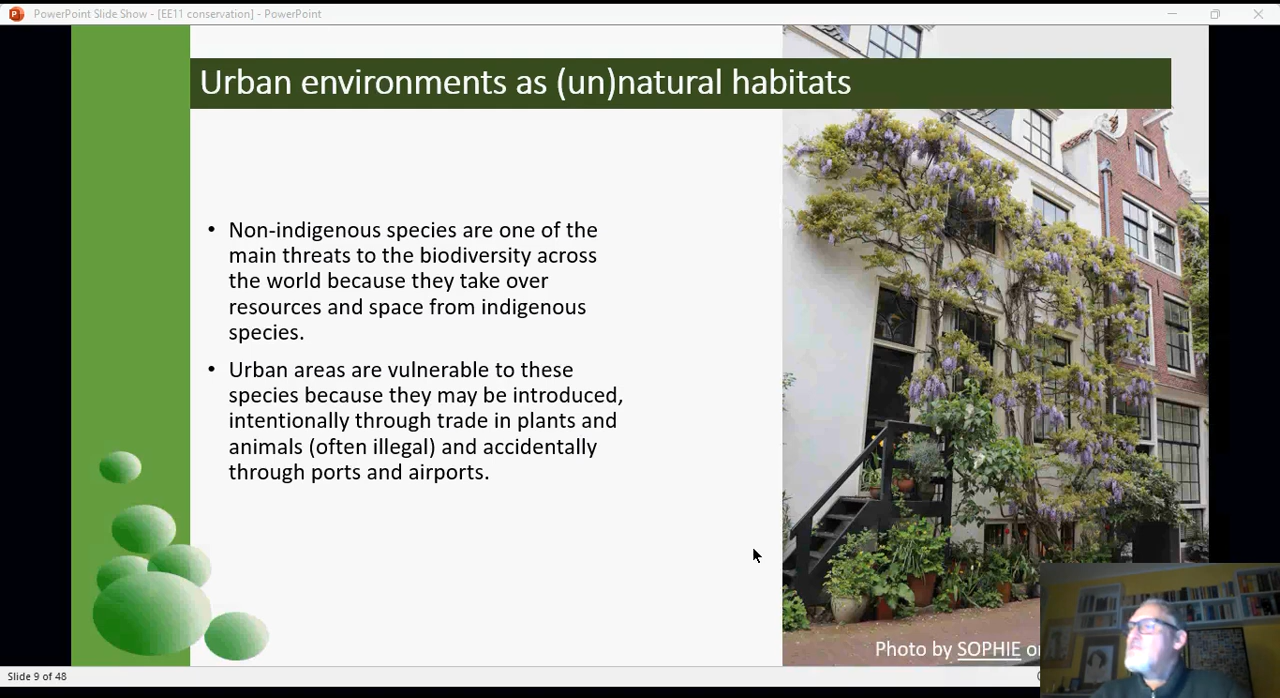 PowerPoint Slide Show - [EE11 conservation] - PowerPoint
Urban environments as (un)natural habitats
• Non-indigenous species are one of the
main threats to the biodiversity across
the world because they take over
resources and space from indigenous
species.
• Urban areas are vulnerable to these
species because they may be introduced,
intentionally through trade in plants and
animals (often illegal) and accidentally
through ports and airports.
Photo by SOPHIE
Slide 9 of 48